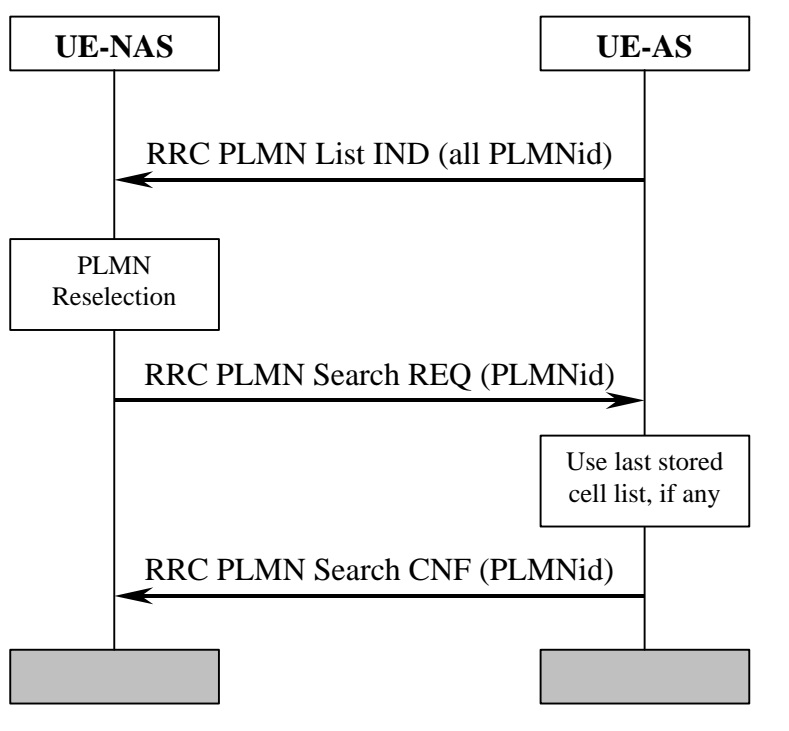 UE-NAS
UE-AS
RRC PLMN List IND (all PLMNid)
PLMN
Reselection
RRC PLMN Search REQ (PLMNid)
Use last stored
cell list, if any
RRC PLMN Search CNF (PLMNid)